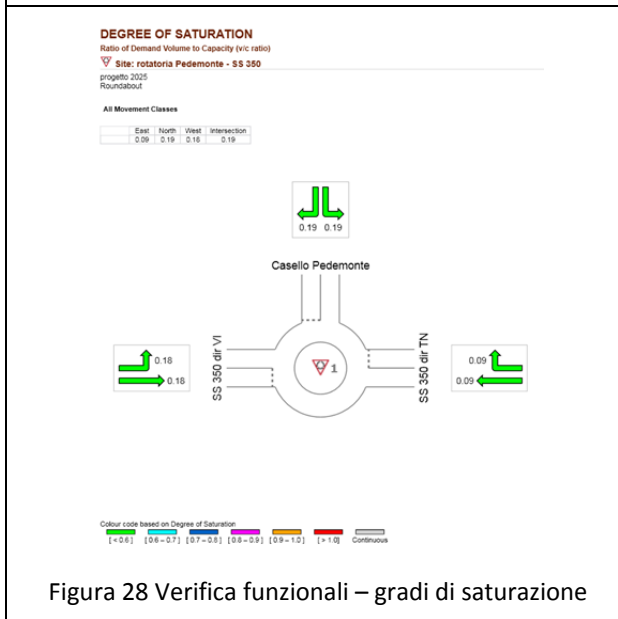 DEGREE OF SATURATION
Ratio of Demand Volume to Capacity (v/c ratio)
Site: rotatoria Pedemonte - SS 350
progetto 2025
Roundabout
All Movement Classes
East North West Intersection
0.09 0.19 0.18 0.19
0.19 0.19
Casello Pedemonte
0.18
0.18
SS 350 dir VI
1
SS 350 dir TN
0.09
0.09
Colour code based on Degree of Saturation
[ < 0.6 ] [ 0.6 – 0.7 ] [ 0.7 – 0.8 ] [ 0.8 – 0.9 ] [ 0.9 – 1.0 ] [ > 1.0 ] Continuous
Figura 28 Verifica funzionali – gradi di saturazione